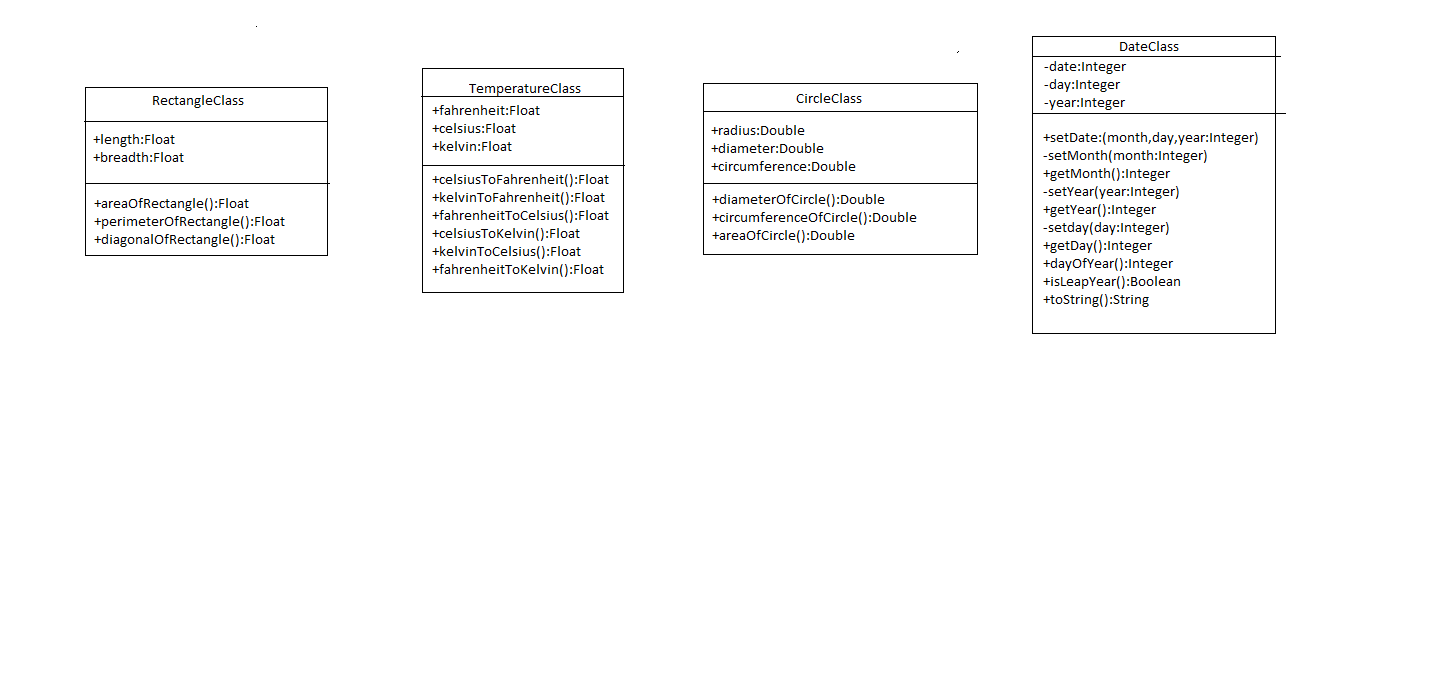 RectangleClass
+length:Float
+breadth:Float
+areaOfRectangle():Float
+perimeterOfRectangle():Float
+diagonalOfRectangle():Float
TemperatureClass
+fahrenheit:Float
+celsius:Float
+kelvin:Float
+celsiusToFahrenheit():Float
+kelvinToFahrenheit():Float
+fahrenheitToCelsius():Float
+celsiusToKelvin():Float
+kelvinToCelsius():Float
+fahrenheitToKelvin():Float
CircleClass
+radius:Double
+diameter:Double
+circumference:Double
+diameterOfCircle():Double
+circumferenceOfCircle():Double
+areaOfCircle():Double
DateClass
-date:Integer
-day:Integer
-year:Integer
+setDate:(month,day,year:Integer)
-setMonth(month:Integer)
+getMonth():Integer
-setYear(year:Integer)
+getYear():Integer
-setday(day:Integer)
+getDay():Integer
+dayOfYear():Integer
+isLeapYear():Boolean
+toString():String